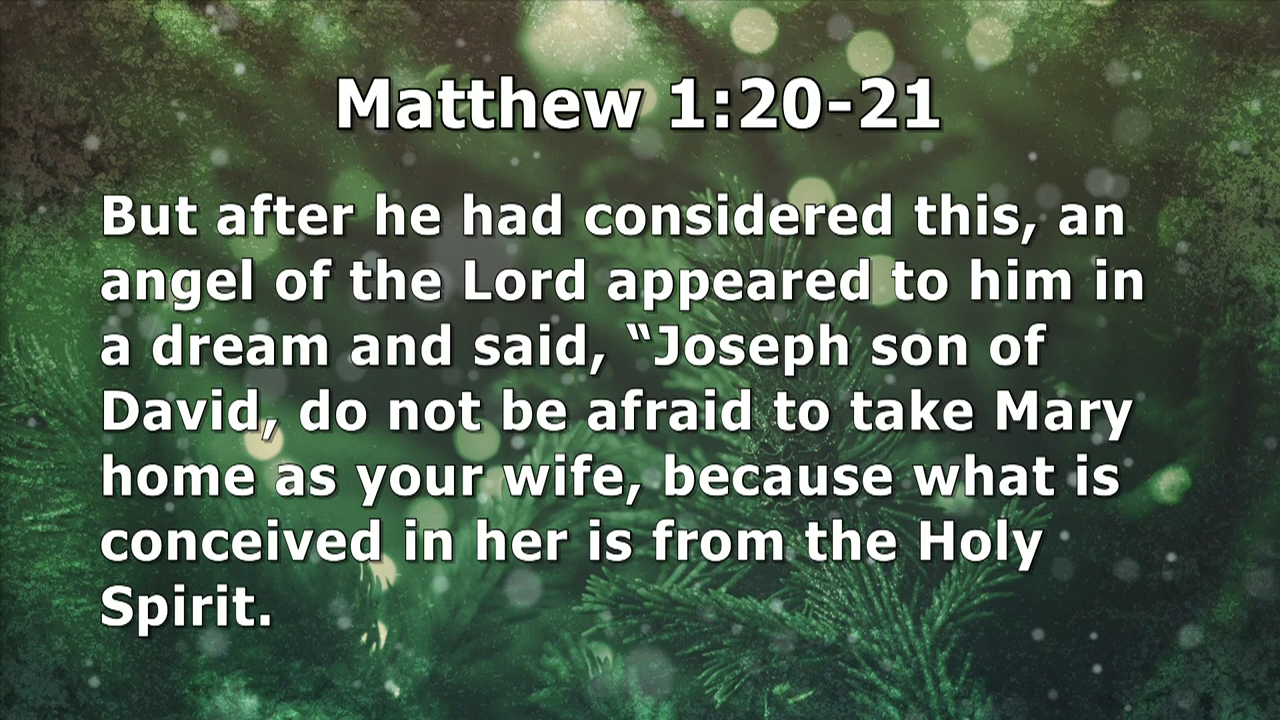 Matthew 1:20-21
But after he had considered this, an
angel of the Lord appeared to him in
a dream and said, “Joseph son of
David, do not be afraid to take Mary
home as your wife, because what is
conceived in her is from the Holy
Spirit.